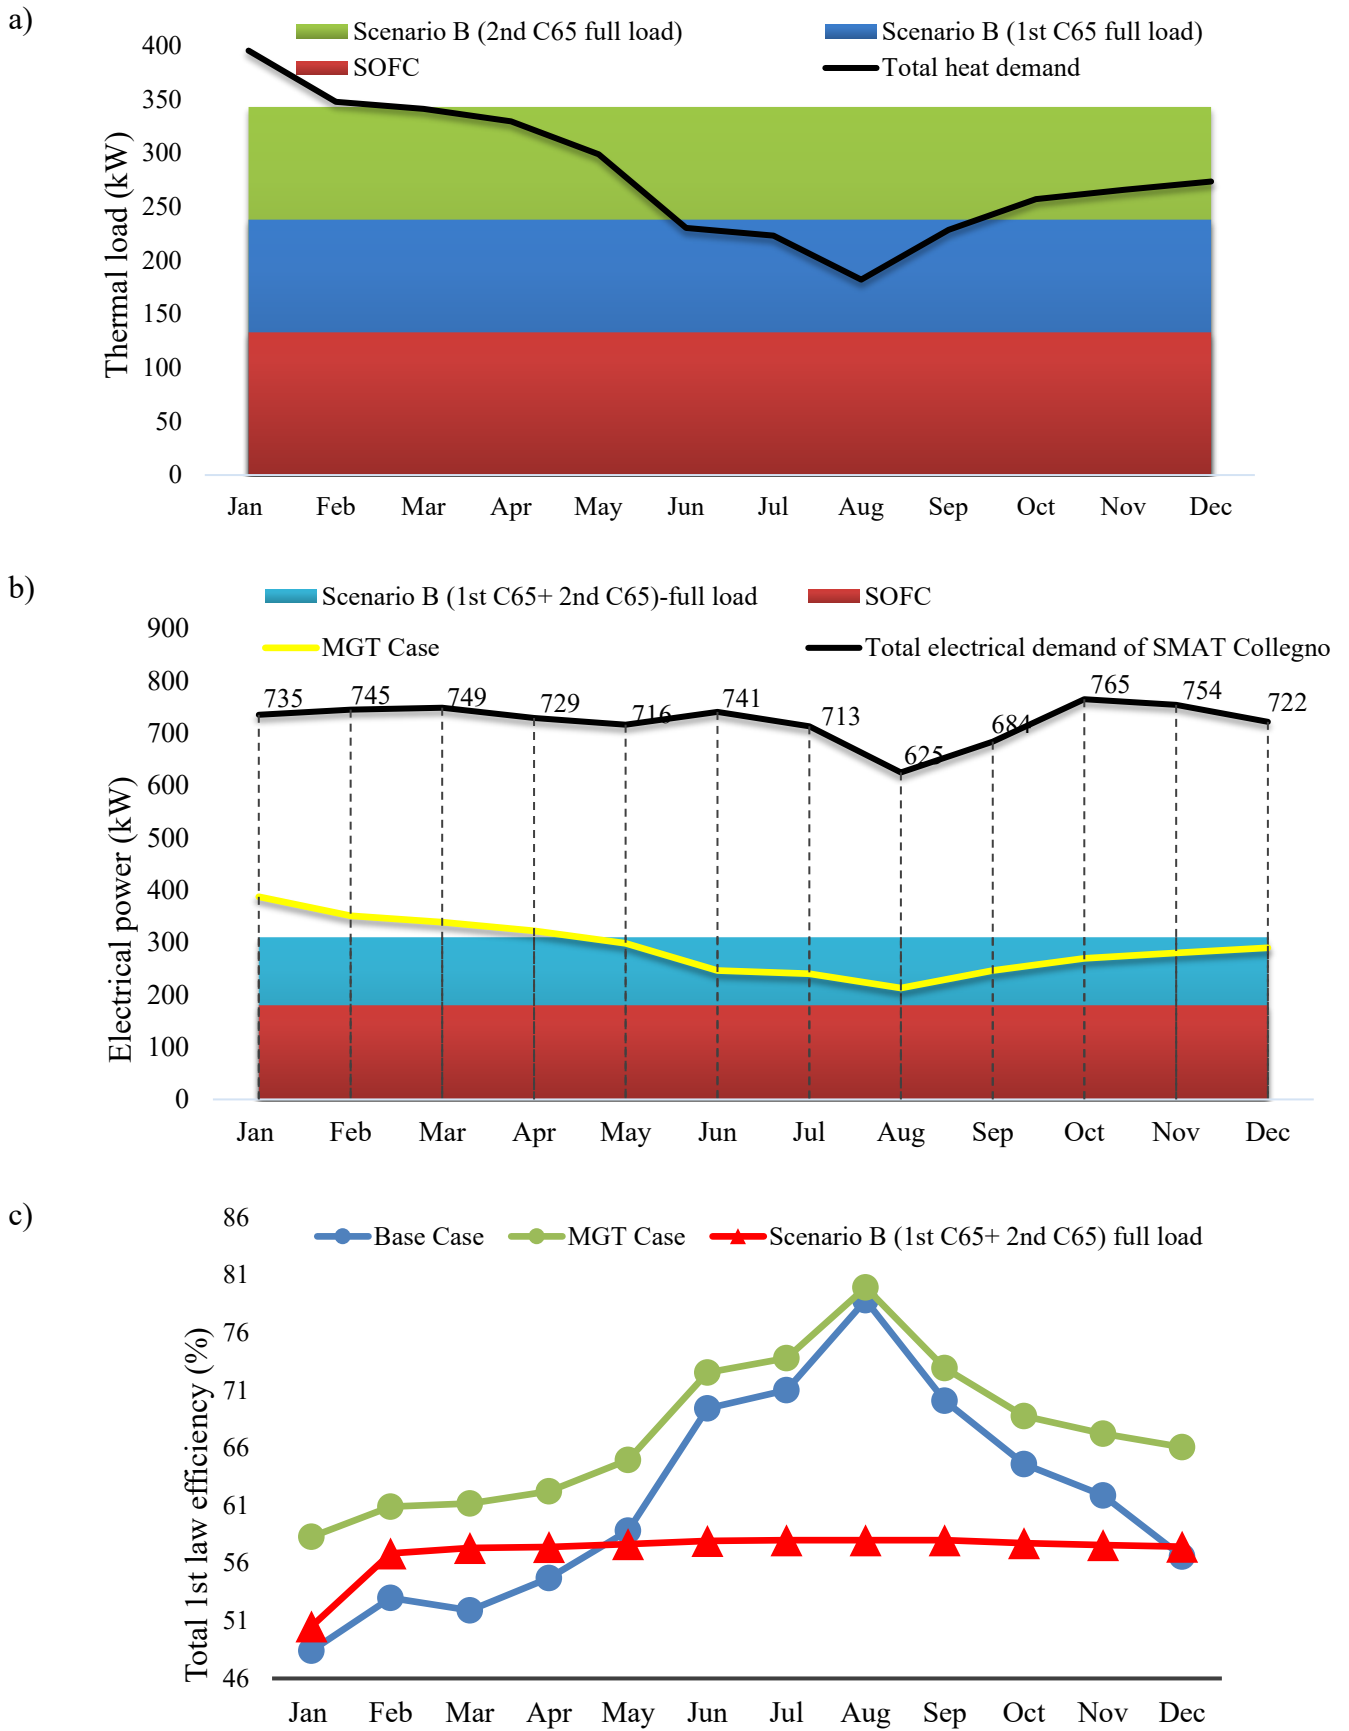 a)
Scenario B (2nd C65 full load)
Scenario B (1st C65 full load)
SOFC
Total heat demand
Thermal load (kW)
400
350
300
250
200
150
100
50
0
Jan Feb Mar Apr May Jun Jul Aug Sep Oct Nov Dec
b)
Scenario B (1st C65+ 2nd C65)-full load
SOFC
MGT Case
Total electrical demand of SMAT Collegno
Electrical power (kW)
900
800
700
600
500
400
300
200
100
0
735 745 749 729 716 741 713 625 684 765 754 722
Jan Feb Mar Apr May Jun Jul Aug Sep Oct Nov Dec
c)
Base Case
MGT Case
Scenario B (1st C65+ 2nd C65) full load
Total 1st law efficiency (%)
86
81
76
71
66
61
56
51
46
Jan Feb Mar Apr May Jun Jul Aug Sep Oct Nov Dec